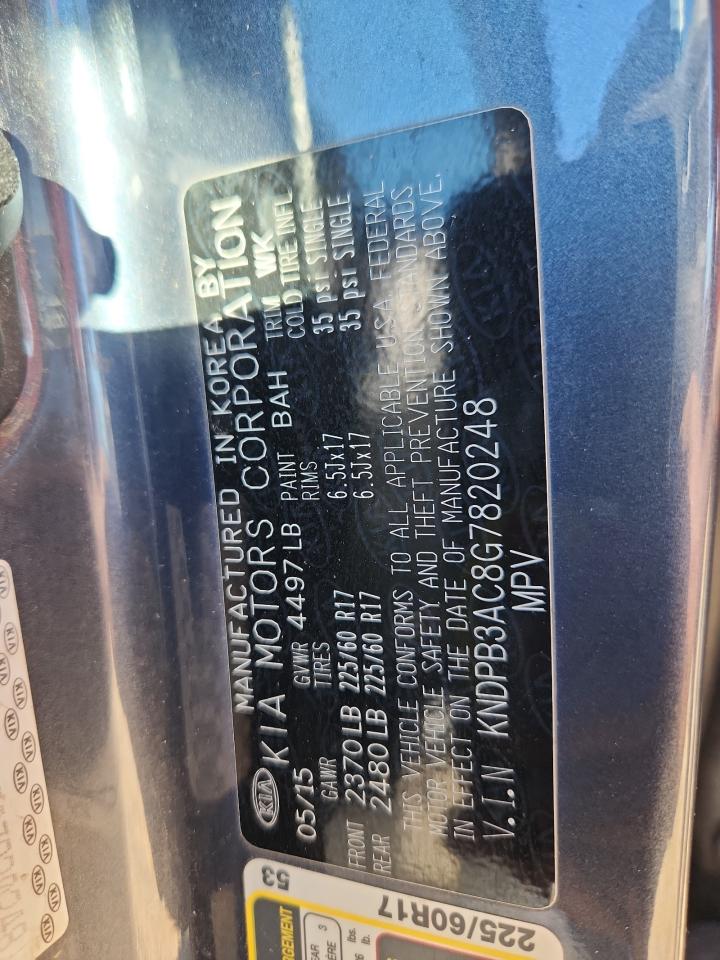 MANUFACTURED IN KOREA BY
KIA KIA MOTORS CORPORATION
05/15 GVWR 4497LB PAINT BAH TRIM WK
GAWR TIRES RIMS COLD TIRE INFL
FRONT 2370LB 225/60 R17 6.5Jx17 35 psi SINGLE
REAR 2480LB 225/60 R17 6.5Jx17 35 psi SINGLE
THIS VEHICLE CONFORMS TO ALL APPLICABLE U.S.A. FEDERAL
MOTOR VEHICLE SAFETY AND THEFT PREVENTION STANDARDS
IN EFFECT ON THE DATE OF MANUFACTURE SHOWN ABOVE.
V.I.N KNDPB3AC8G7820248
MPV
53
225/60R17
KIA